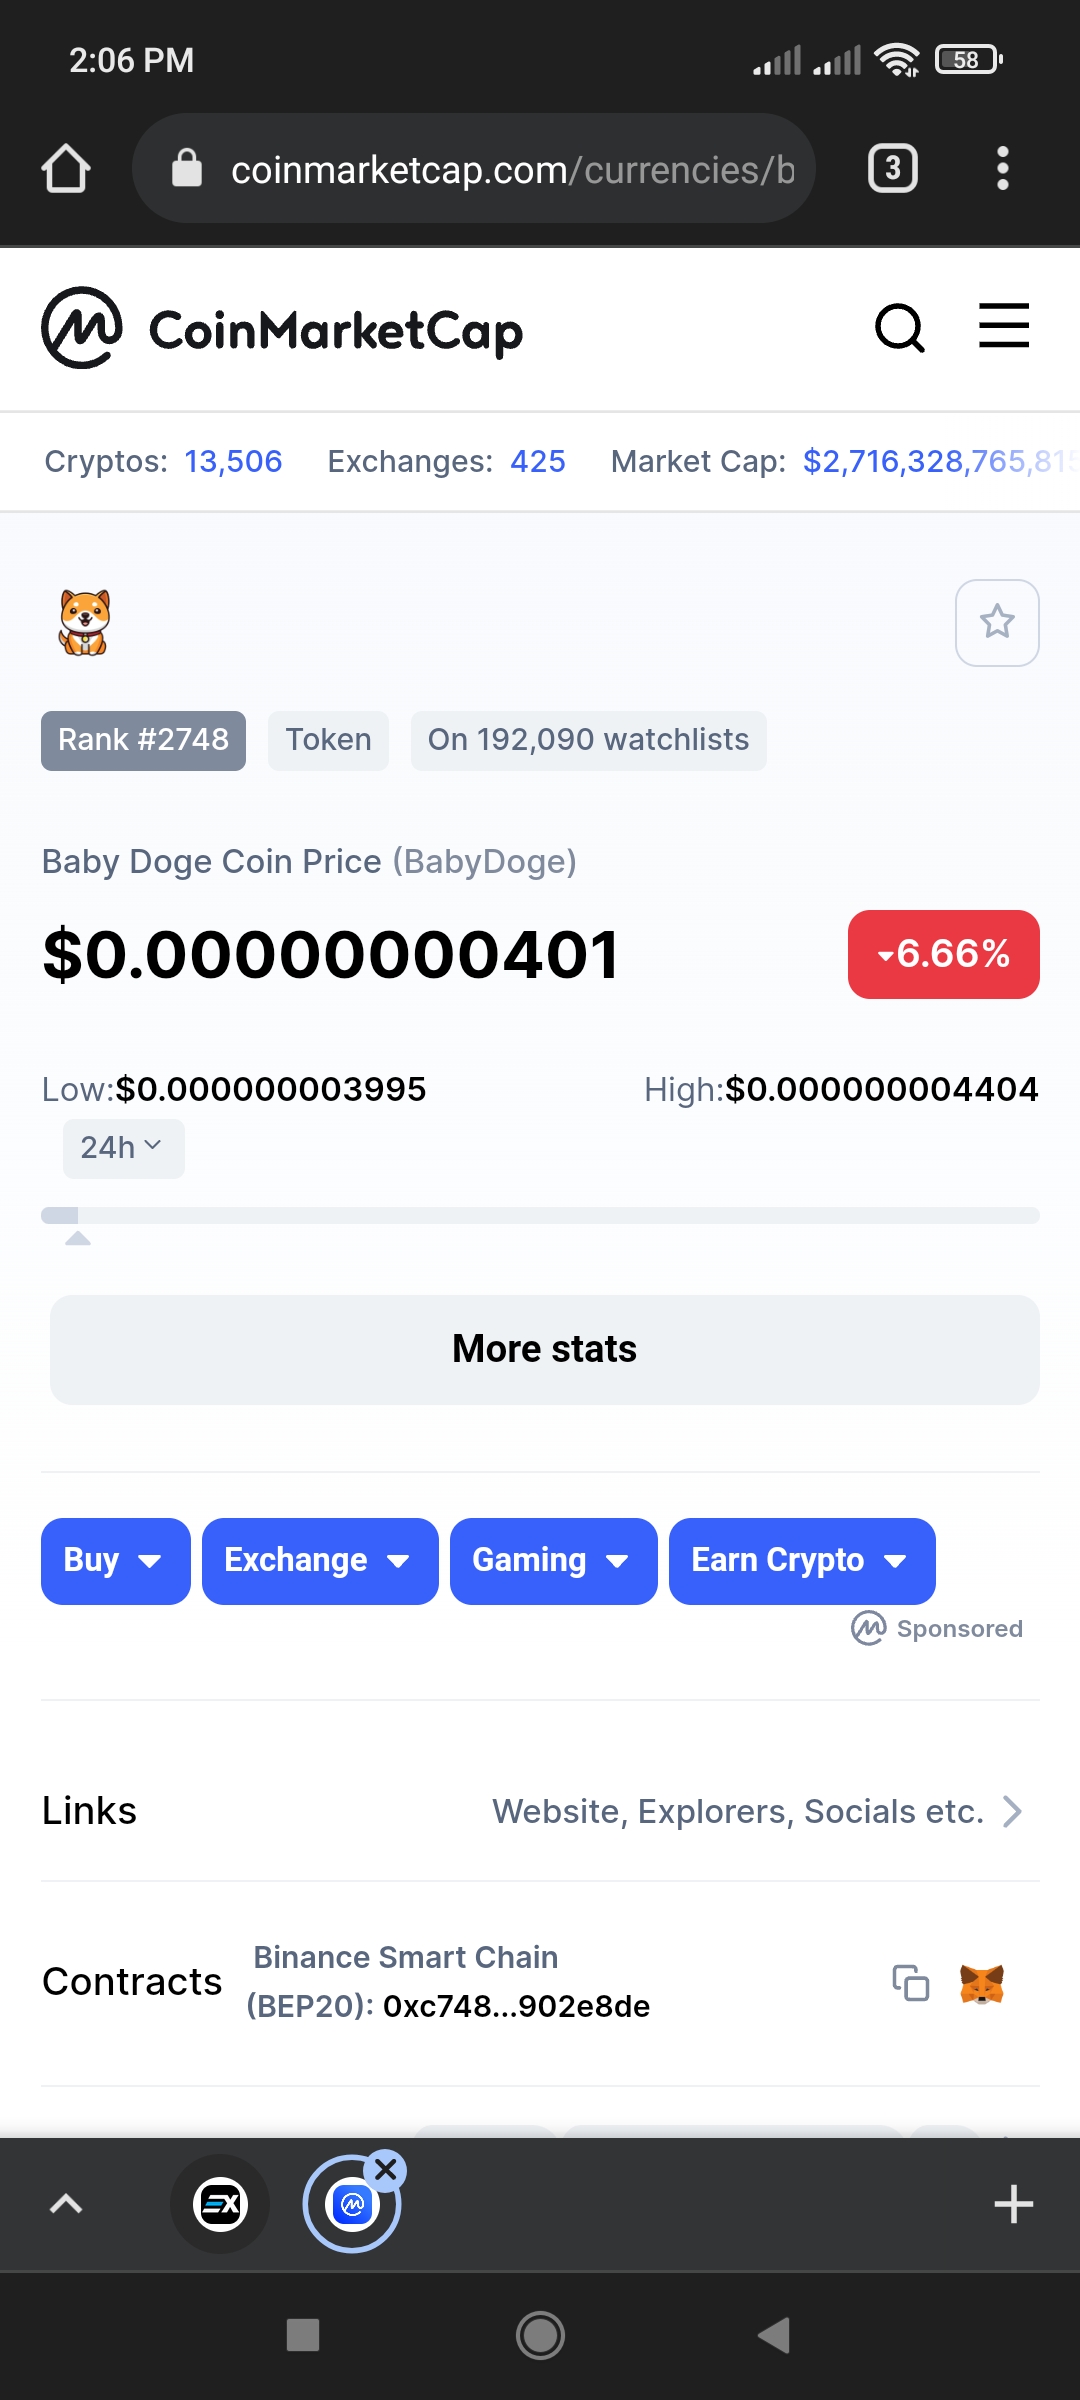 2:06 PM
58
coinmarketcap.com/currencies/b
3
CoinMarketCap
Cryptos: 13,506 Exchanges: 425 Market Cap: $2,716,328,765,815
Rank #2748 Token On 192,090 watchlists
Baby Doge Coin Price (BabyDoge)
$0.00000000401
6.66%
Low:$0.000000003995 High:$0.000000004404
24h
More stats
Buy Exchange Gaming Earn Crypto
Sponsored
Links Website, Explorers, Socials etc.
Contracts Binance Smart Chain
(BEP20): 0xc748...902e8de
EX